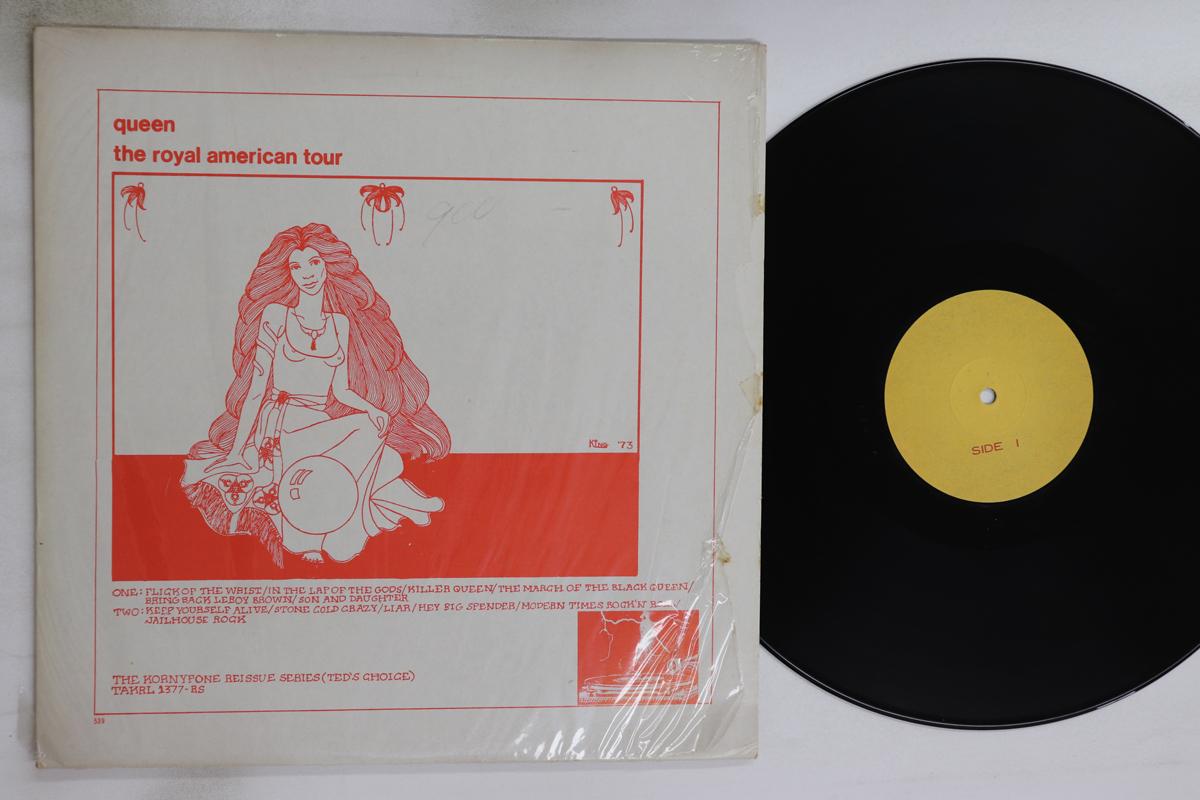 queen
the royal american tour
900 -
KING '73
ONE: FLICK OF THE WRIST/IN THE LAP OF THE GODS/KILLER QUEEN/THE MARCH OF THE BLACK QUEEN/
BRING BACK LEROY BROWN/SON AND DAUGHTER
TWO: KEEP YOURSELF ALIVE/STONE COLD CRAZY/LIAR/HEY BIG SPENDER/MODERN TIMES ROCK'N
JAILHOUSE ROCK
THE KORNYFONE REISSUE SERIES (TED'S CHOICE)
TAKRL 1377-RS
SIDE 1